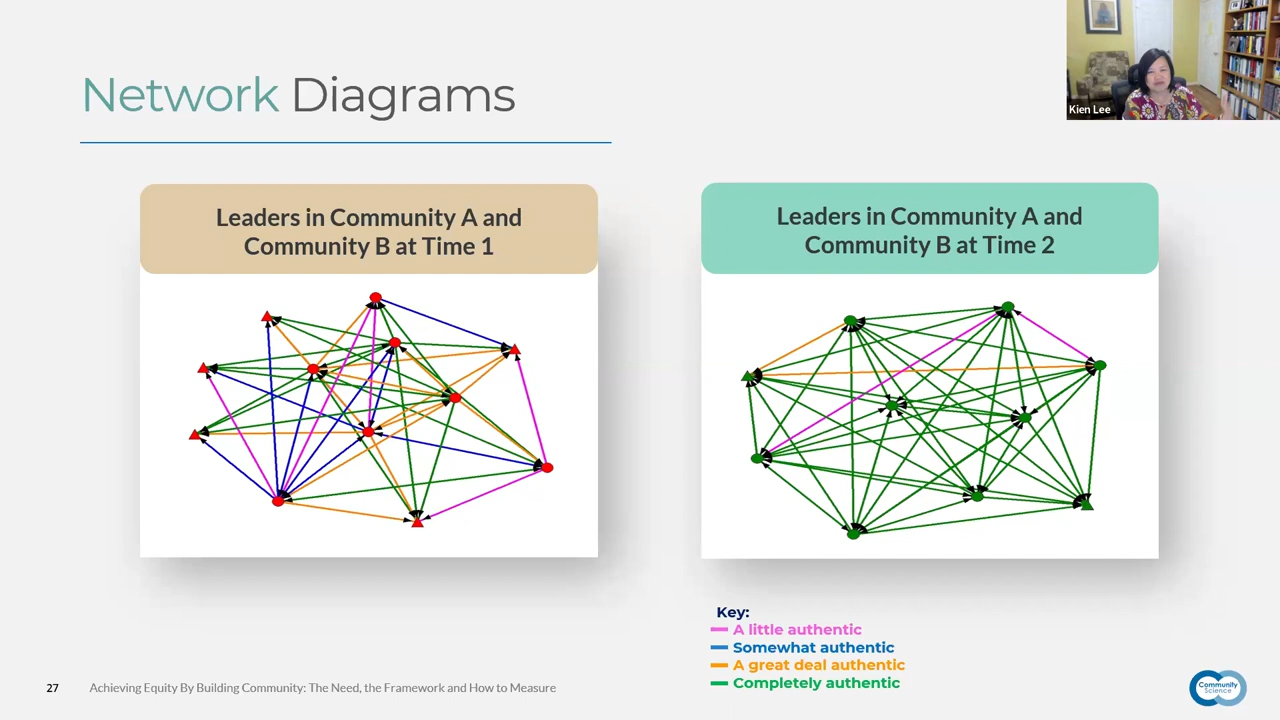 Network Diagrams
Kien Lee
Leaders in Community A and
Community B at Time 1
Leaders in Community A and
Community B at Time 2
Key:
A little authentic
Somewhat authentic
A great deal authentic
Completely authentic
27
Achieving Equity By Building Community: The Need, the Framework and How to Measure
Community
Science